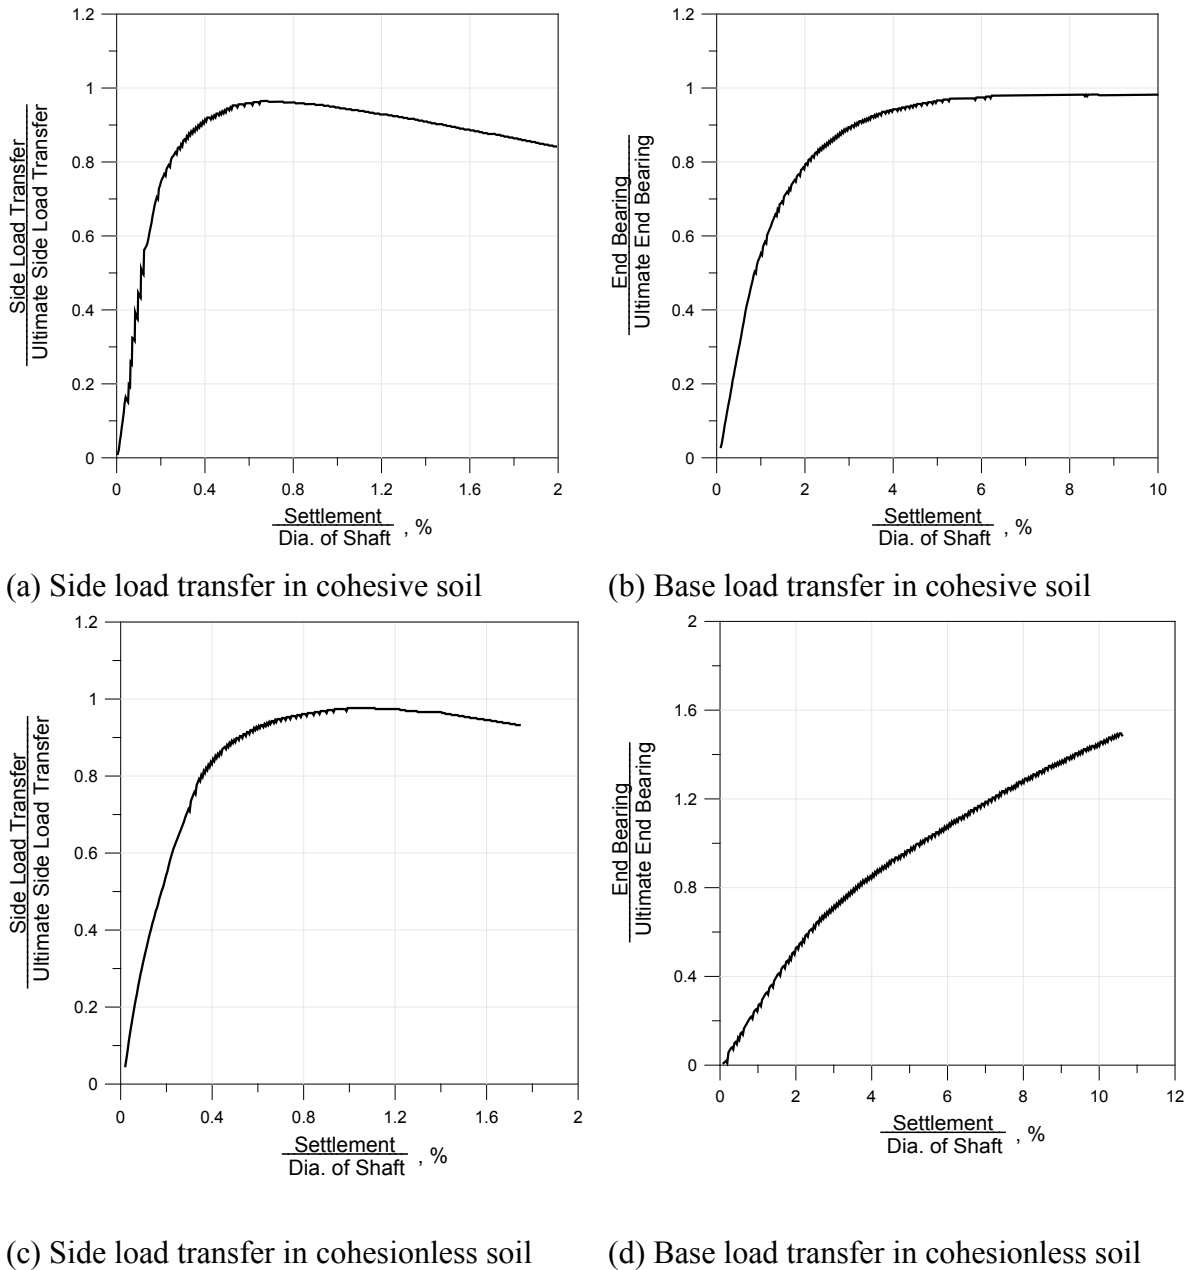 1.2
1
0.8
0.6
0.4
0.2
0
Side Load Transfer
Ultimate Side Load Transfer
0 0.4 0.8 1.2 1.6 2
Settlement
Dia. of Shaft , %
(a) Side load transfer in cohesive soil
1.2
1
0.8
0.6
0.4
0.2
0
End Bearing
Ultimate End Bearing
0 2 4 6 8 10
Settlement
Dia. of Shaft , %
(b) Base load transfer in cohesive soil
1.2
1
0.8
0.6
0.4
0.2
0
Side Load Transfer
Ultimate Side Load Transfer
0 0.4 0.8 1.2 1.6 2
Settlement
Dia. of Shaft , %
(c) Side load transfer in cohesionless soil
2
1.6
1.2
0.8
0.4
0
End Bearing
Ultimate End Bearing
0 2 4 6 8 10 12
Settlement
Dia. of Shaft , %
(d) Base load transfer in cohesionless soil